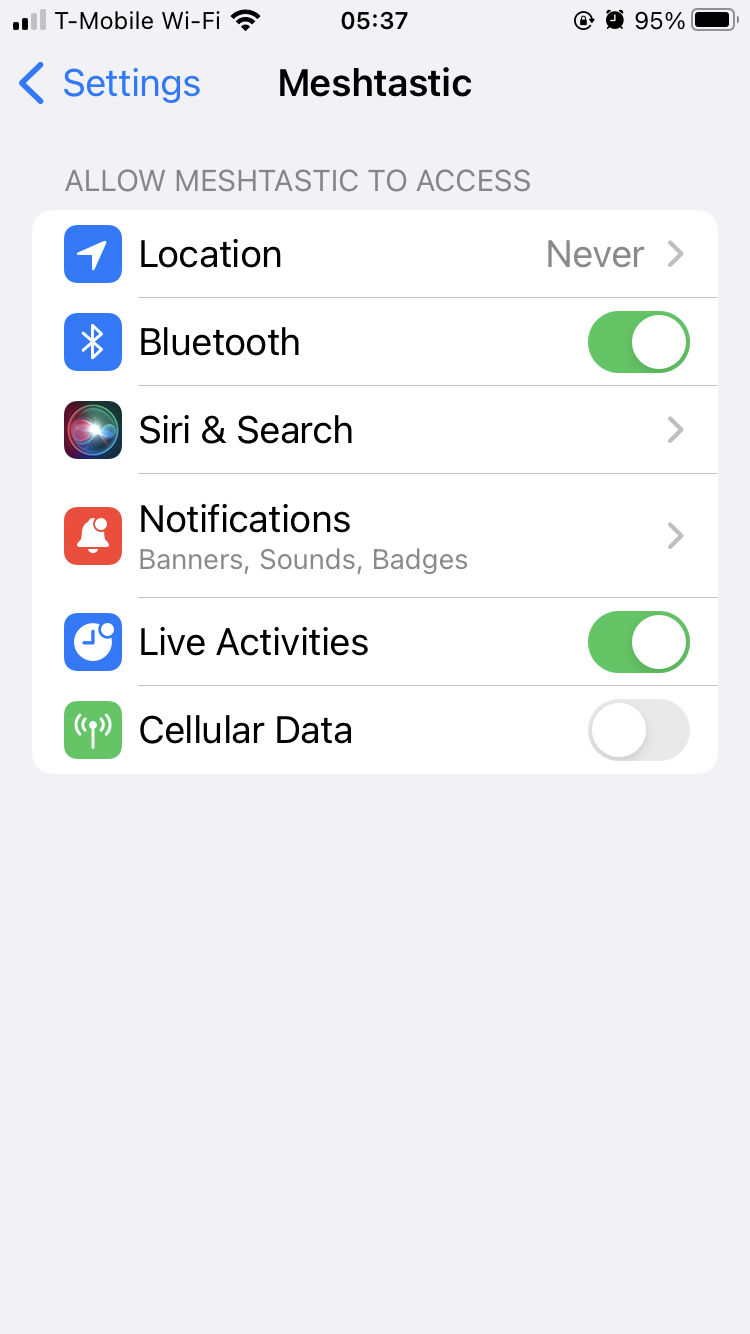 T-Mobile Wi-Fi 05:37 95%
Settings Meshtastic
ALLOW MESHTASTIC TO ACCESS
Location Never
Bluetooth
Siri & Search
Notifications
Banners, Sounds, Badges
Live Activities
Cellular Data